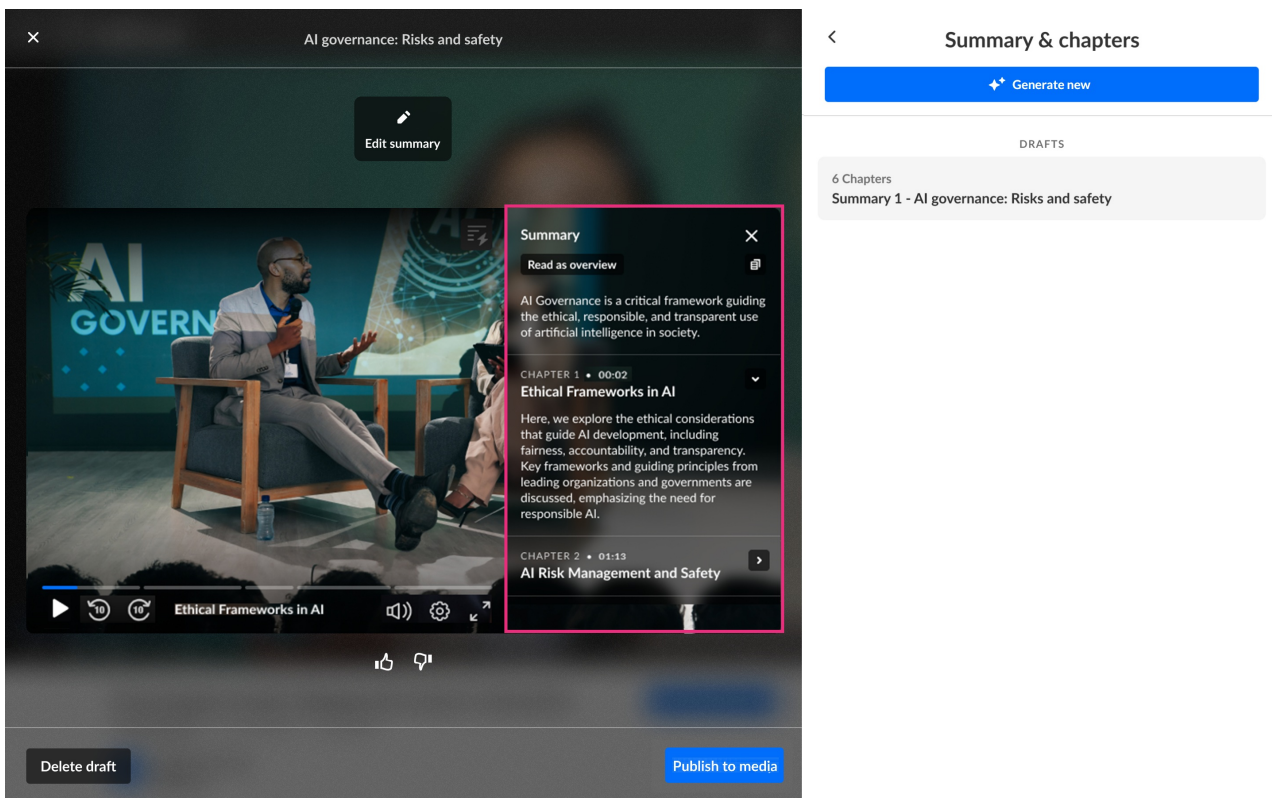 AI governance: Risks and safety
Edit summary
AI
GOVERN
AI
Summary
Read as overview
AI Governance is a critical framework guiding
the ethical, responsible, and transparent use
of artificial intelligence in society.
CHAPTER 1 • 00:02
Ethical Frameworks in AI
Here, we explore the ethical considerations
that guide AI development, including
fairness, accountability, and transparency.
Key frameworks and guiding principles from
leading organizations and governments are
discussed, emphasizing the need for
responsible AI.
CHAPTER 2 • 01:13
AI Risk Management and Safety
10
10
Ethical Frameworks in AI
Delete draft
Publish to media
Summary & chapters
Generate new
DRAFTS
6 Chapters
Summary 1 - AI governance: Risks and safety